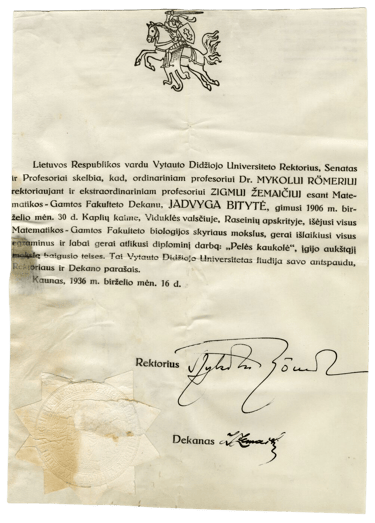 Lietuvos Respublikos vardu Vytauto Didžiojo Universiteto Rektorius, Senatas
ir Profesoriai skelbia, kad, ordinariniam profesoriui Dr. MYKOLUI RÖMERIUI
rektoriaujant ir ekstraordinariniam profesoriui ZIGMUI ŽEMAIČIUI esant Mate-
matikos-Gamtos Fakulteto Dekanu, JADVYGA BITYTĖ, gimusi 1906 m. bir-
želio mėn. 30 d. Kaplių kaime, Viduklės valsčiuje, Raseinių apskrityje, išėjusi visus
Matematikos-Gamtos Fakulteto biologijos skyriaus mokslus, gerai išlaikiusi visus
egzaminus ir labai gerai atlikusi diplominį darbą: „Pelės kaukolė“, įgijo aukštąjį
mokslą baigusio teises. Tai Vytauto Didžiojo Universitetas liudija savo antspaudu,
Rektoriaus ir Dekano parašais.
Kaunas, 1936 m. birželio mėn. 16 d.
Rektorius
Dekanas